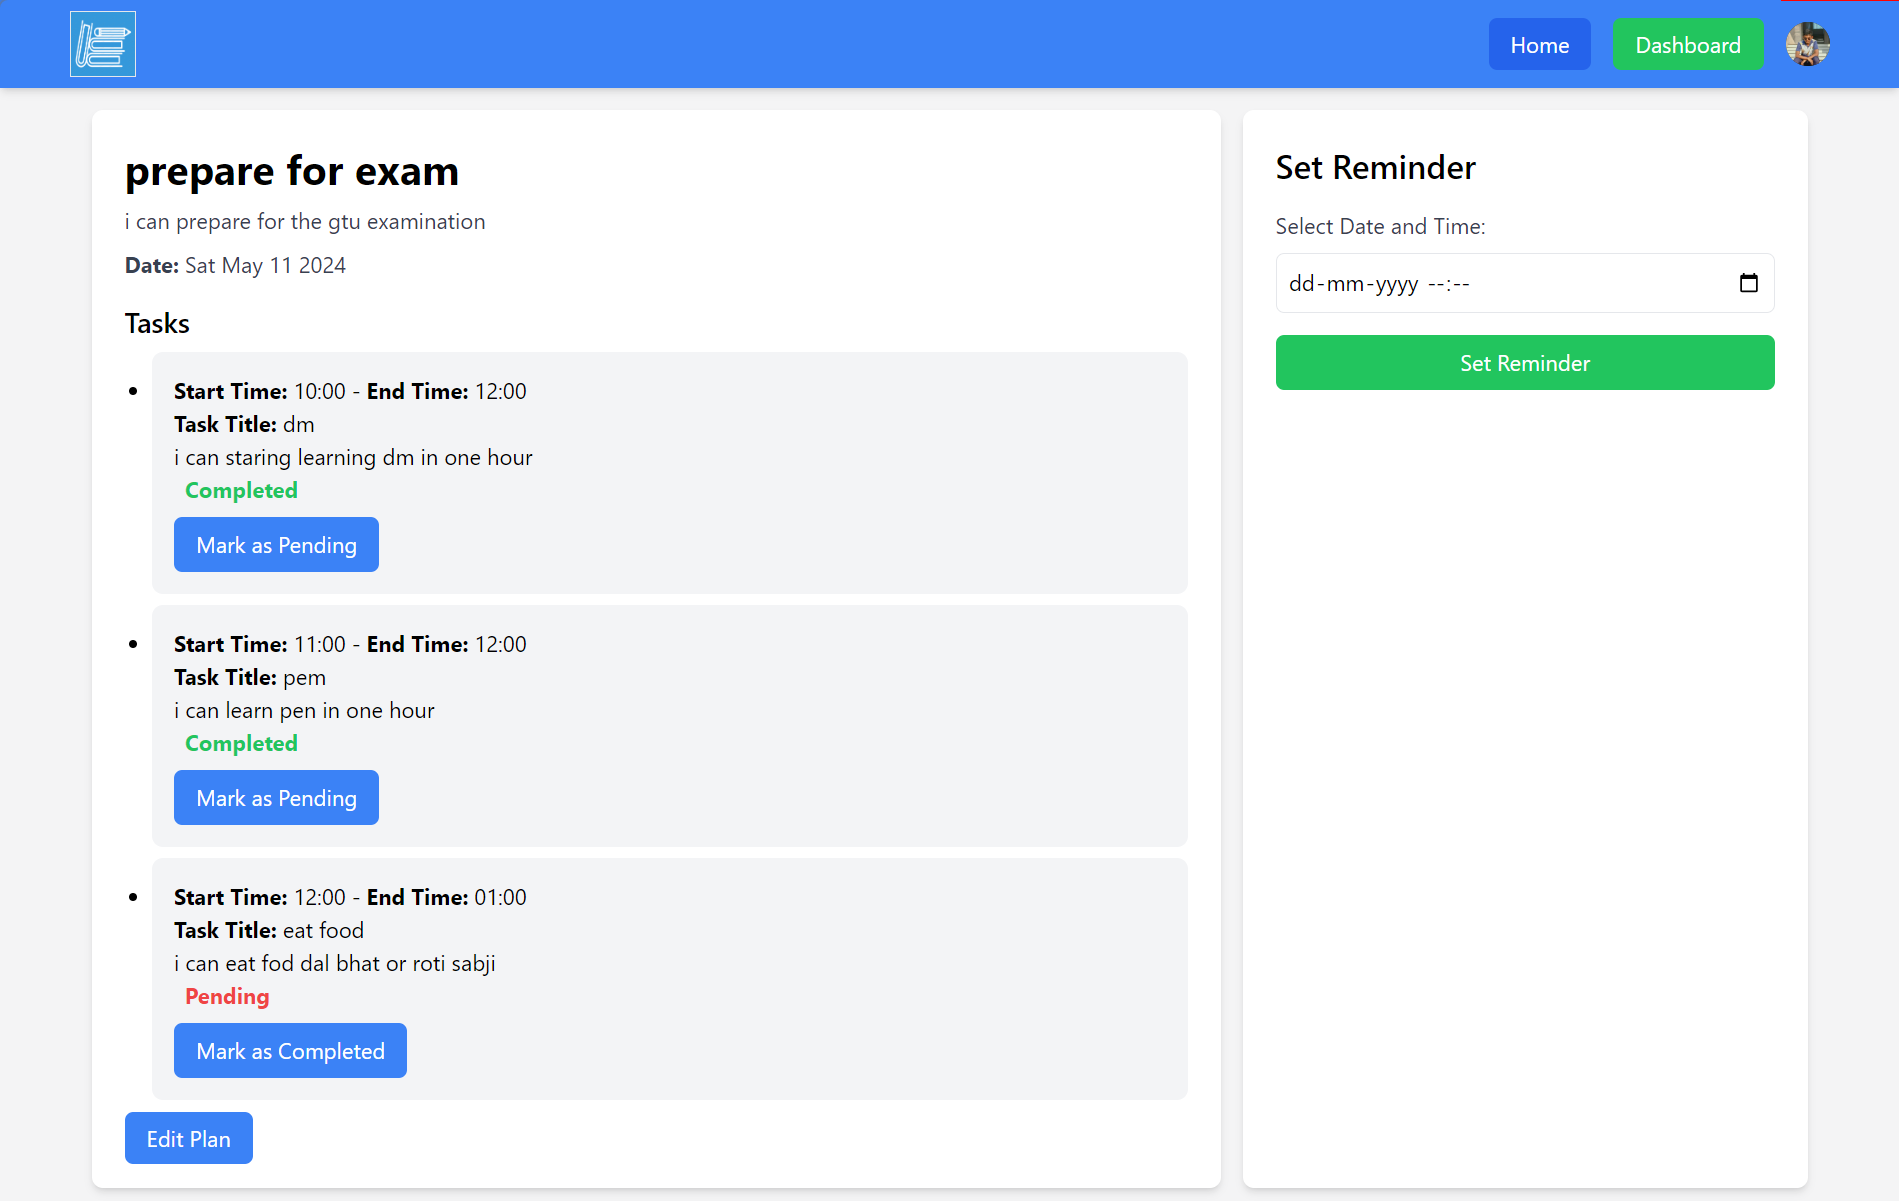 Home
Dashboard
prepare for exam
i can prepare for the gtu examination
Date: Sat May 11 2024
Tasks
Start Time: 10:00 - End Time: 12:00
Task Title: dm
i can staring learning dm in one hour
Completed
Mark as Pending
Start Time: 11:00 - End Time: 12:00
Task Title: pem
i can learn pen in one hour
Completed
Mark as Pending
Start Time: 12:00 - End Time: 01:00
Task Title: eat food
i can eat fod dal bhat or roti sabji
Pending
Mark as Completed
Edit Plan
Set Reminder
Select Date and Time:
dd-mm-yyyy --:--
Set Reminder